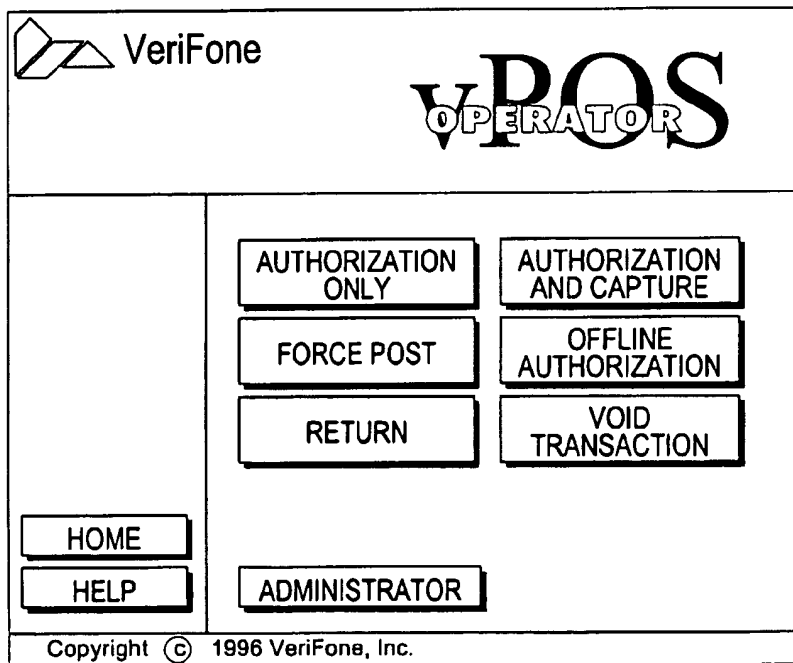 VeriFone
vPOS
OPERATOR
AUTHORIZATION
ONLY
AUTHORIZATION
AND CAPTURE
FORCE POST
OFFLINE
AUTHORIZATION
RETURN
VOID
TRANSACTION
HOME
HELP
ADMINISTRATOR
Copyright © 1996 VeriFone, Inc.